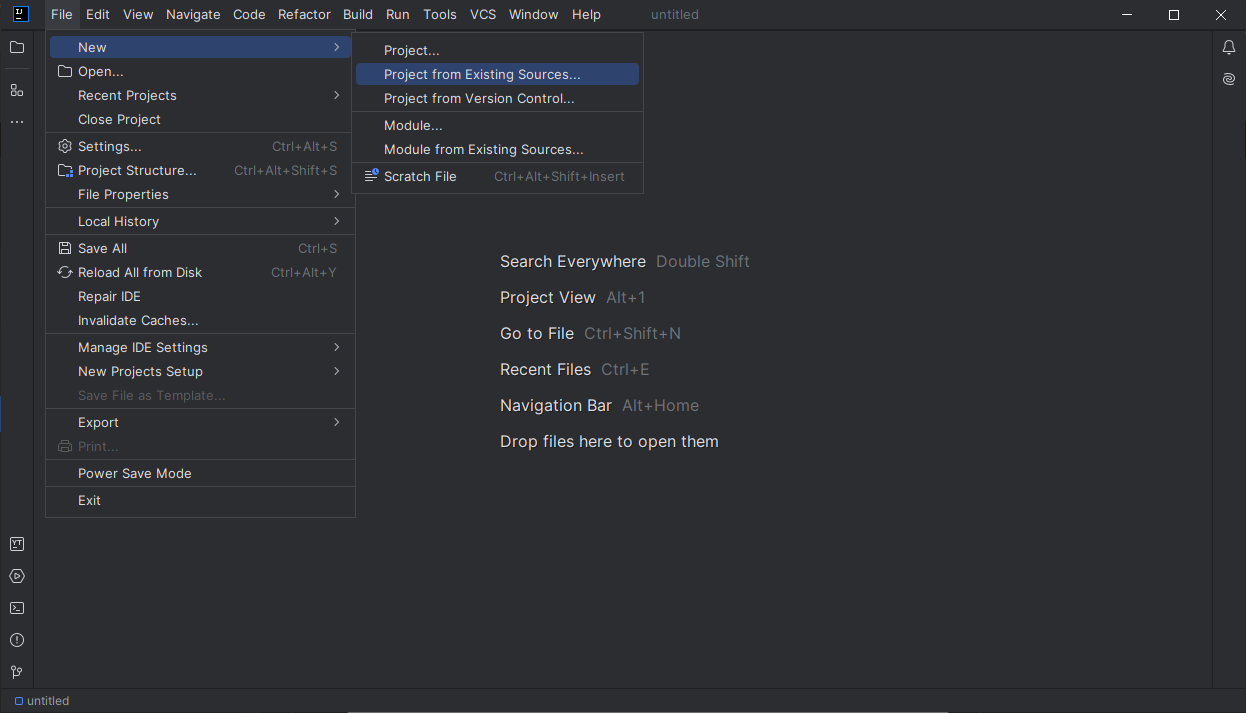 IJ
File Edit View Navigate Code Refactor Build Run Tools VCS Window Help untitled
New
Open...
Recent Projects
Close Project
Settings... Ctrl+Alt+S
Project Structure... Ctrl+Alt+Shift+S
File Properties
Local History
Save All Ctrl+S
Reload All from Disk Ctrl+Alt+Y
Repair IDE
Invalidate Caches...
Manage IDE Settings
New Projects Setup
Save File as Template...
Export
Print...
Power Save Mode
Exit
Project...
Project from Existing Sources...
Project from Version Control...
Module...
Module from Existing Sources...
Scratch File Ctrl+Alt+Shift+Insert
Search Everywhere Double Shift
Project View Alt+1
Go to File Ctrl+Shift+N
Recent Files Ctrl+E
Navigation Bar Alt+Home
Drop files here to open them
YT
untitled